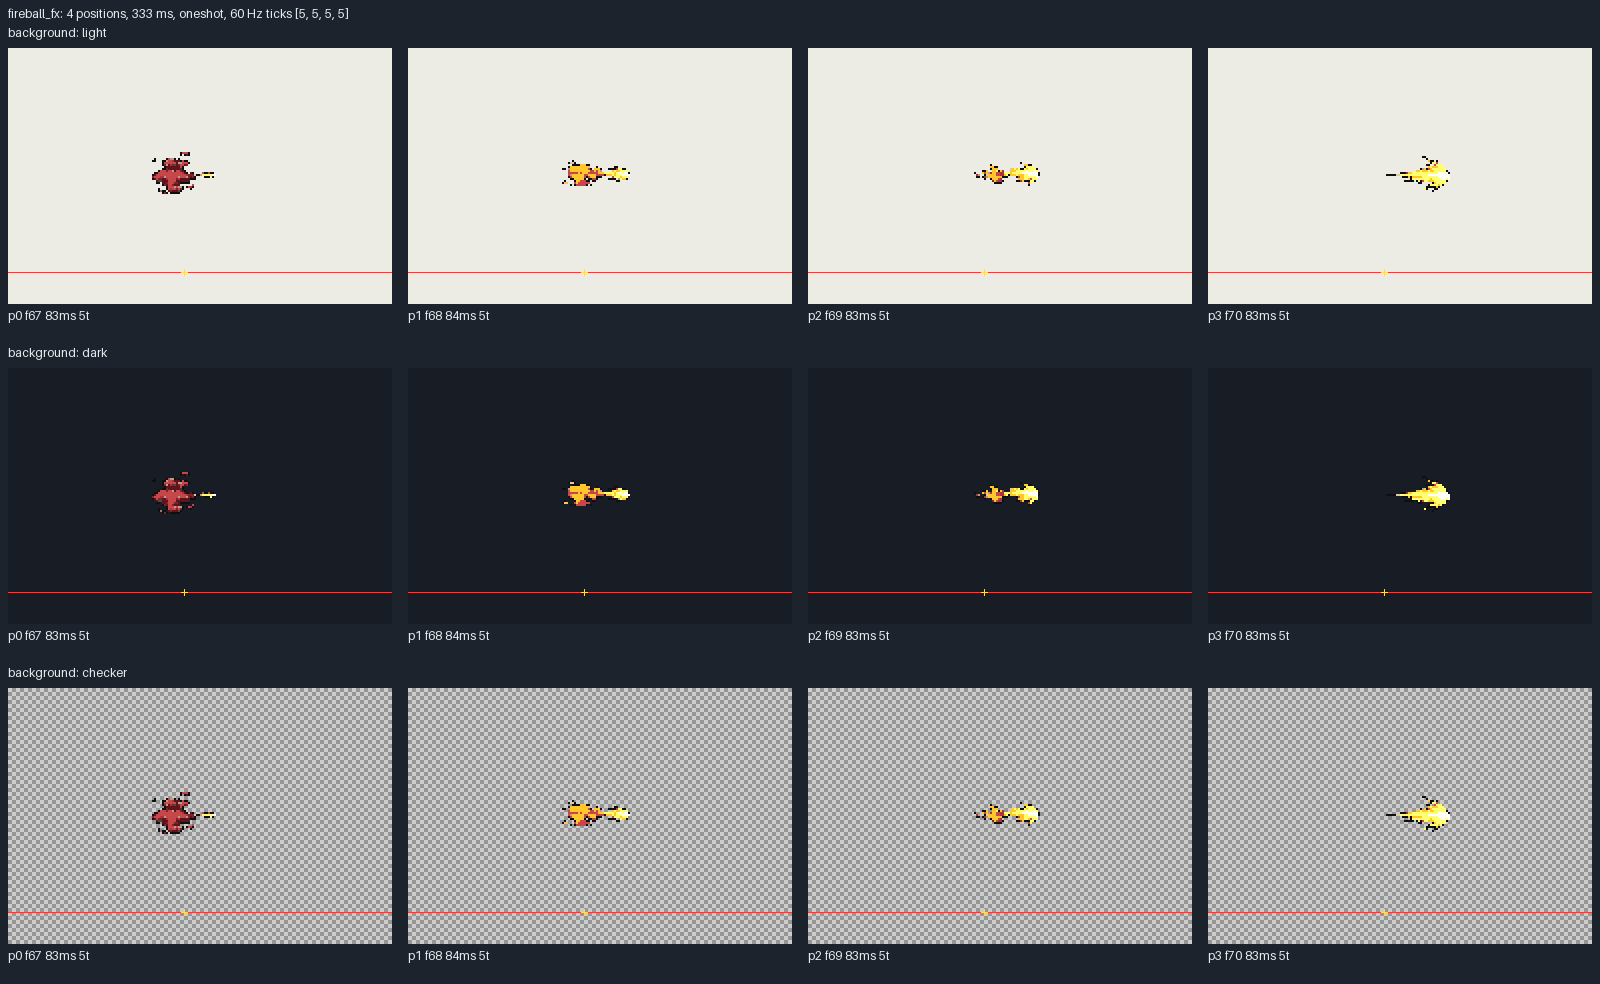 fireball_fx: 4 positions, 333 ms, oneshot, 60 Hz ticks [5, 5, 5, 5]
background: light
p0 f67 83ms 5t
p1 f68 84ms 5t
p2 f69 83ms 5t
p3 f70 83ms 5t
background: dark
p0 f67 83ms 5t
p1 f68 84ms 5t
p2 f69 83ms 5t
p3 f70 83ms 5t
background: checker
p0 f67 83ms 5t
p1 f68 84ms 5t
p2 f69 83ms 5t
p3 f70 83ms 5t